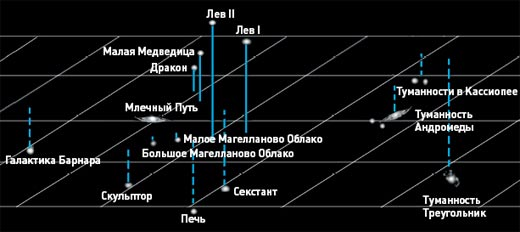 Лев II
Лев I
Малая Медведица
Дракон
Туманности в Кассиопее
Млечный Путь
Туманность
Андромеды
Малое Магелланово Облако
Большое Магелланово Облако
Галактика Барнара
Скульптор
Секстант
Туманность
Треугольник
Печь